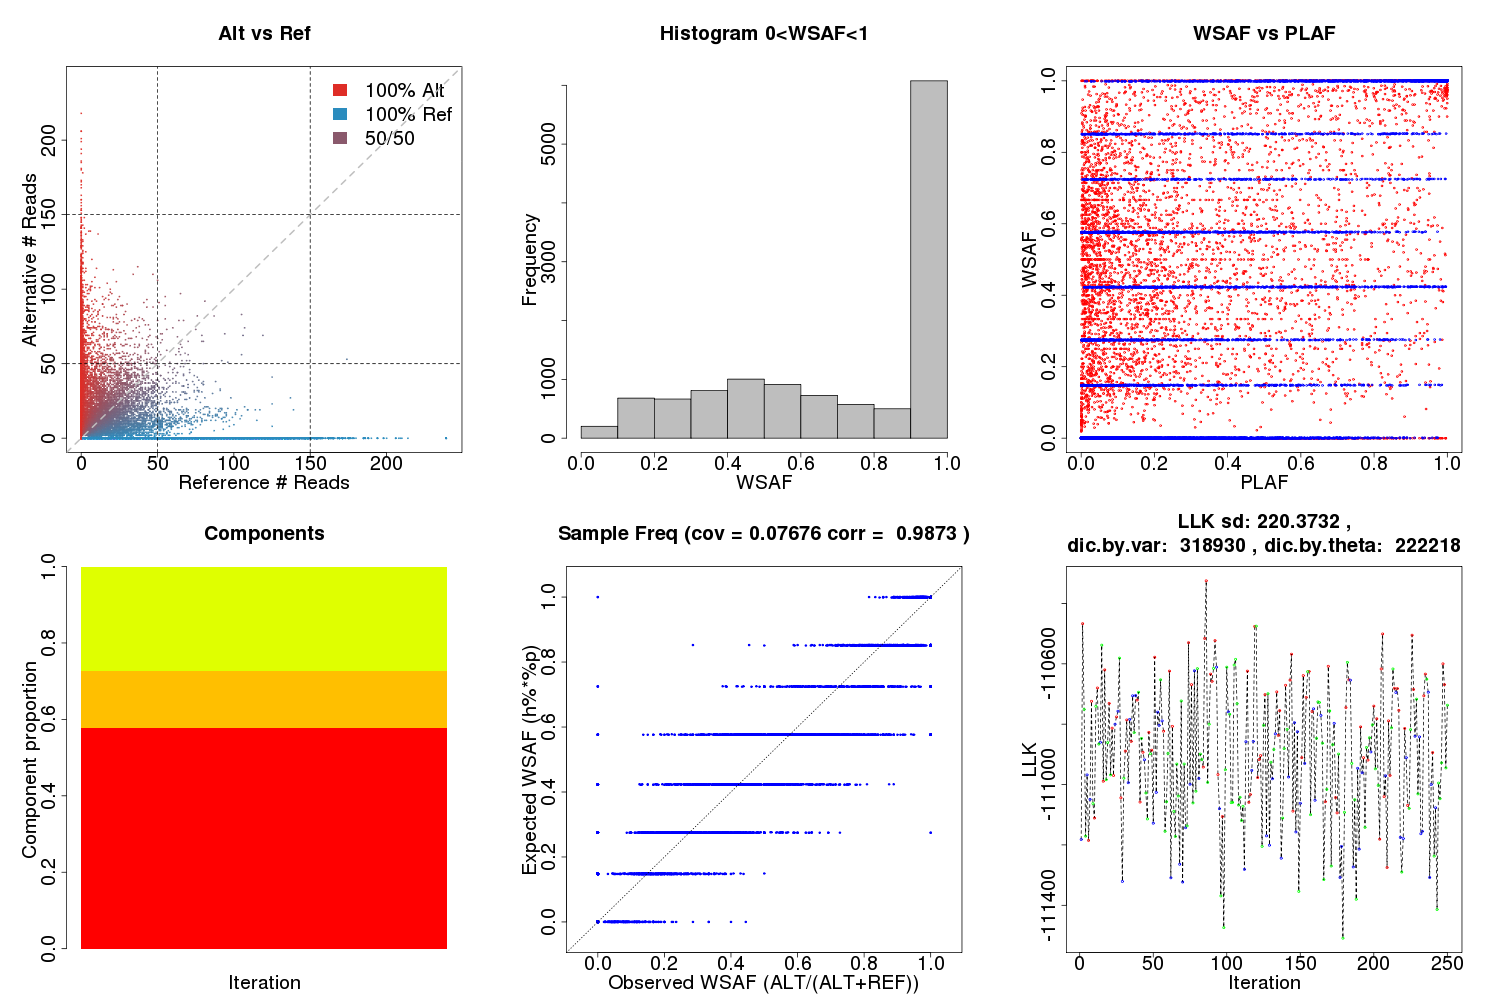 Alt vs Ref
100% Alt
100% Ref
50/50
Alternative # Reads
0 50 100 150 200
0 50 100 150 200
Reference # Reads
Histogram 0<WSAF<1
Frequency
0 1000 3000 5000
0.0 0.2 0.4 0.6 0.8 1.0
WSAF
WSAF vs PLAF
WSAF
0.0 0.2 0.4 0.6 0.8 1.0
0.0 0.2 0.4 0.6 0.8 1.0
PLAF
Components
Component proportion
0.0 0.2 0.4 0.6 0.8 1.0
Iteration
Sample Freq (cov = 0.07676 corr = 0.9873 )
Expected WSAF (h%*%p)
0.0 0.2 0.4 0.6 0.8 1.0
0.0 0.2 0.4 0.6 0.8 1.0
Observed WSAF (ALT/(ALT+REF))
LLK sd: 220.3732 ,
dic.by.var: 318930 , dic.by.theta: 222218
LLK
-111400 -111000 -110600
0 50 100 150 200 250
Iteration